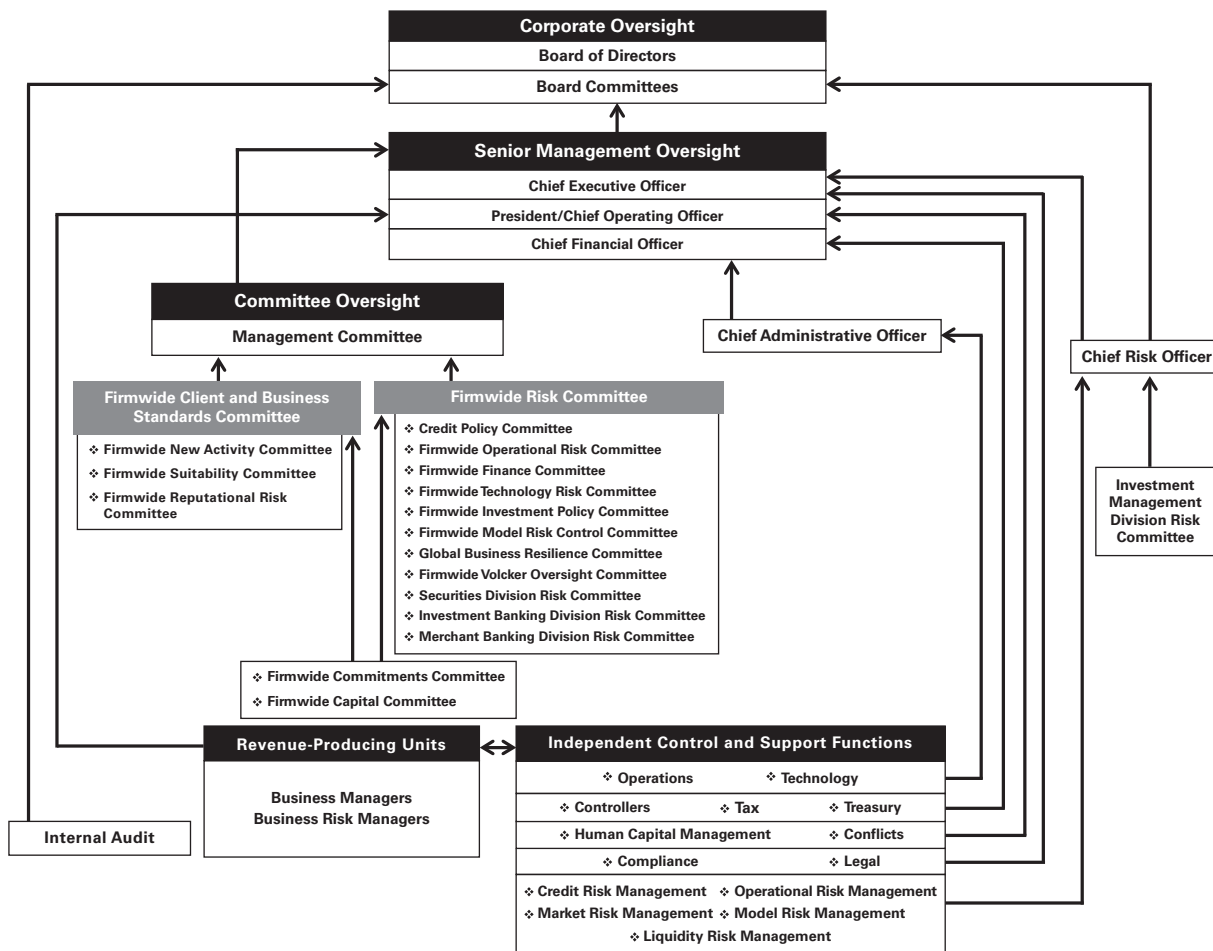 Corporate Oversight
Board of Directors
Board Committees
Senior Management Oversight
Chief Executive Officer
President/Chief Operating Officer
Chief Financial Officer
Committee Oversight
Management Committee
Chief Administrative Officer
Chief Risk Officer
Firmwide Client and Business
Standards Committee
❖ Firmwide New Activity Committee
❖ Firmwide Suitability Committee
❖ Firmwide Reputational Risk
Committee
Firmwide Risk Committee
❖ Credit Policy Committee
❖ Firmwide Operational Risk Committee
❖ Firmwide Finance Committee
❖ Firmwide Technology Risk Committee
❖ Firmwide Investment Policy Committee
❖ Firmwide Model Risk Control Committee
❖ Global Business Resilience Committee
❖ Firmwide Volcker Oversight Committee
❖ Securities Division Risk Committee
❖ Investment Banking Division Risk Committee
❖ Merchant Banking Division Risk Committee
Investment
Management
Division Risk
Committee
❖ Firmwide Commitments Committee
❖ Firmwide Capital Committee
Revenue-Producing Units
Business Managers
Business Risk Managers
Internal Audit
Independent Control and Support Functions
❖ Operations ❖ Technology
❖ Controllers ❖ Tax ❖ Treasury
❖ Human Capital Management ❖ Conflicts
❖ Compliance ❖ Legal
❖ Credit Risk Management ❖ Operational Risk Management
❖ Market Risk Management ❖ Model Risk Management
❖ Liquidity Risk Management